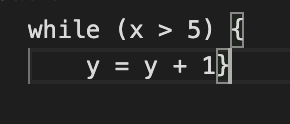 while (x > 5) {
    y = y + 1}